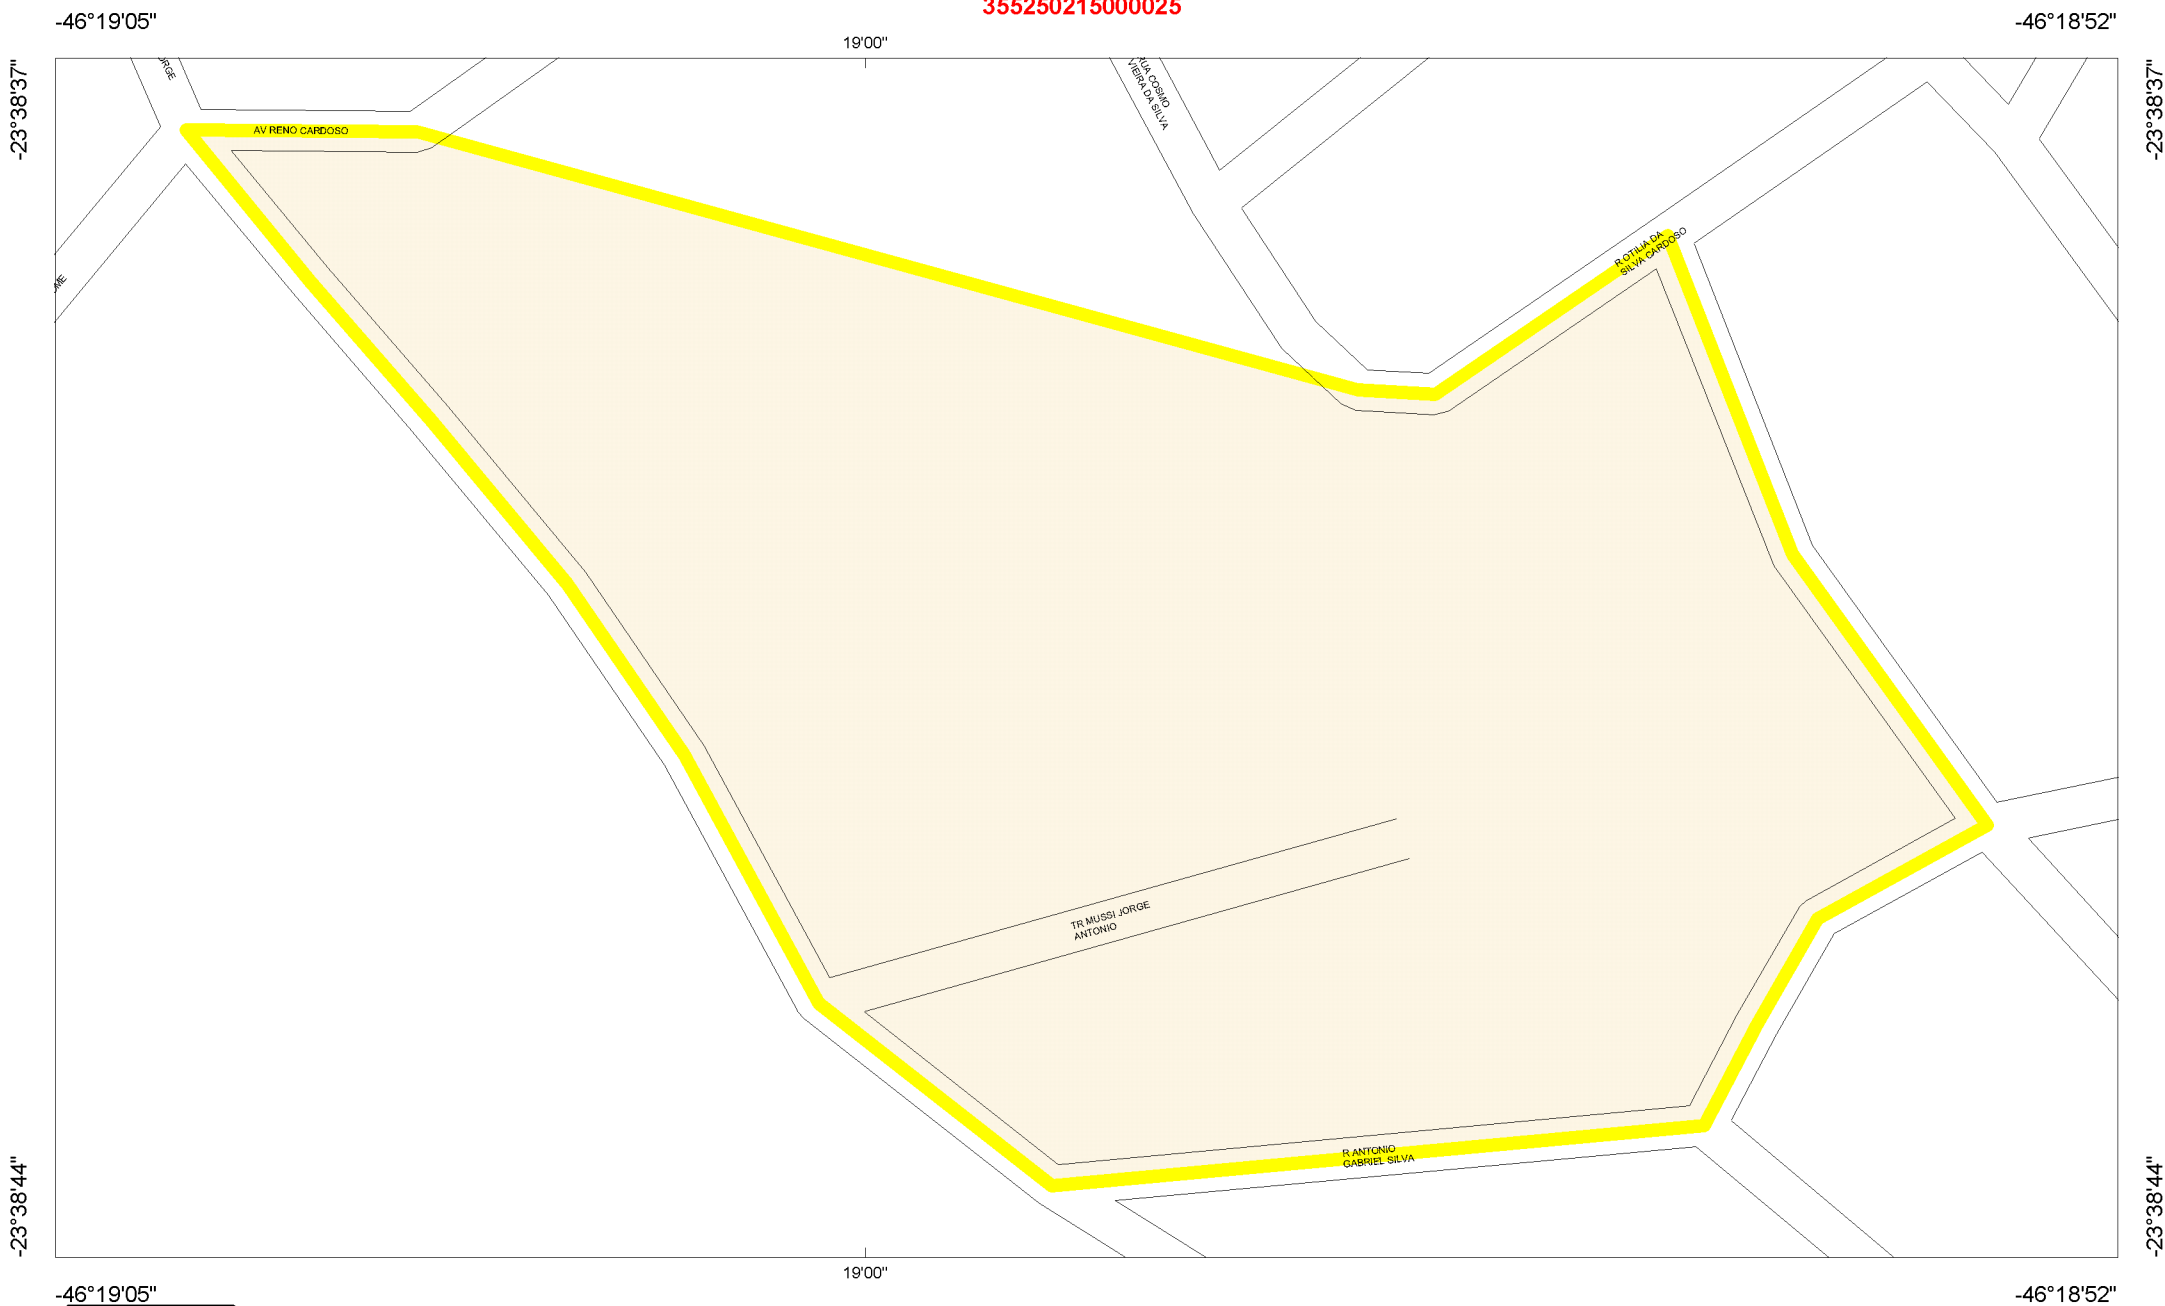 355250215000025
-46°19'05"
-46°18'52"
19'00"
-23°38'37"
-23°38'37"
RUA COSMO
VIEIRA DA SILVA
AV RENO CARDOSO
R OTILIA DA
SILVA CARDOSO
TR MUSSI JORGE
ANTONIO
R ANTONIO
GABRIEL SILVA
-23°38'44"
-23°38'44"
19'00"
-46°19'05"
-46°18'52"